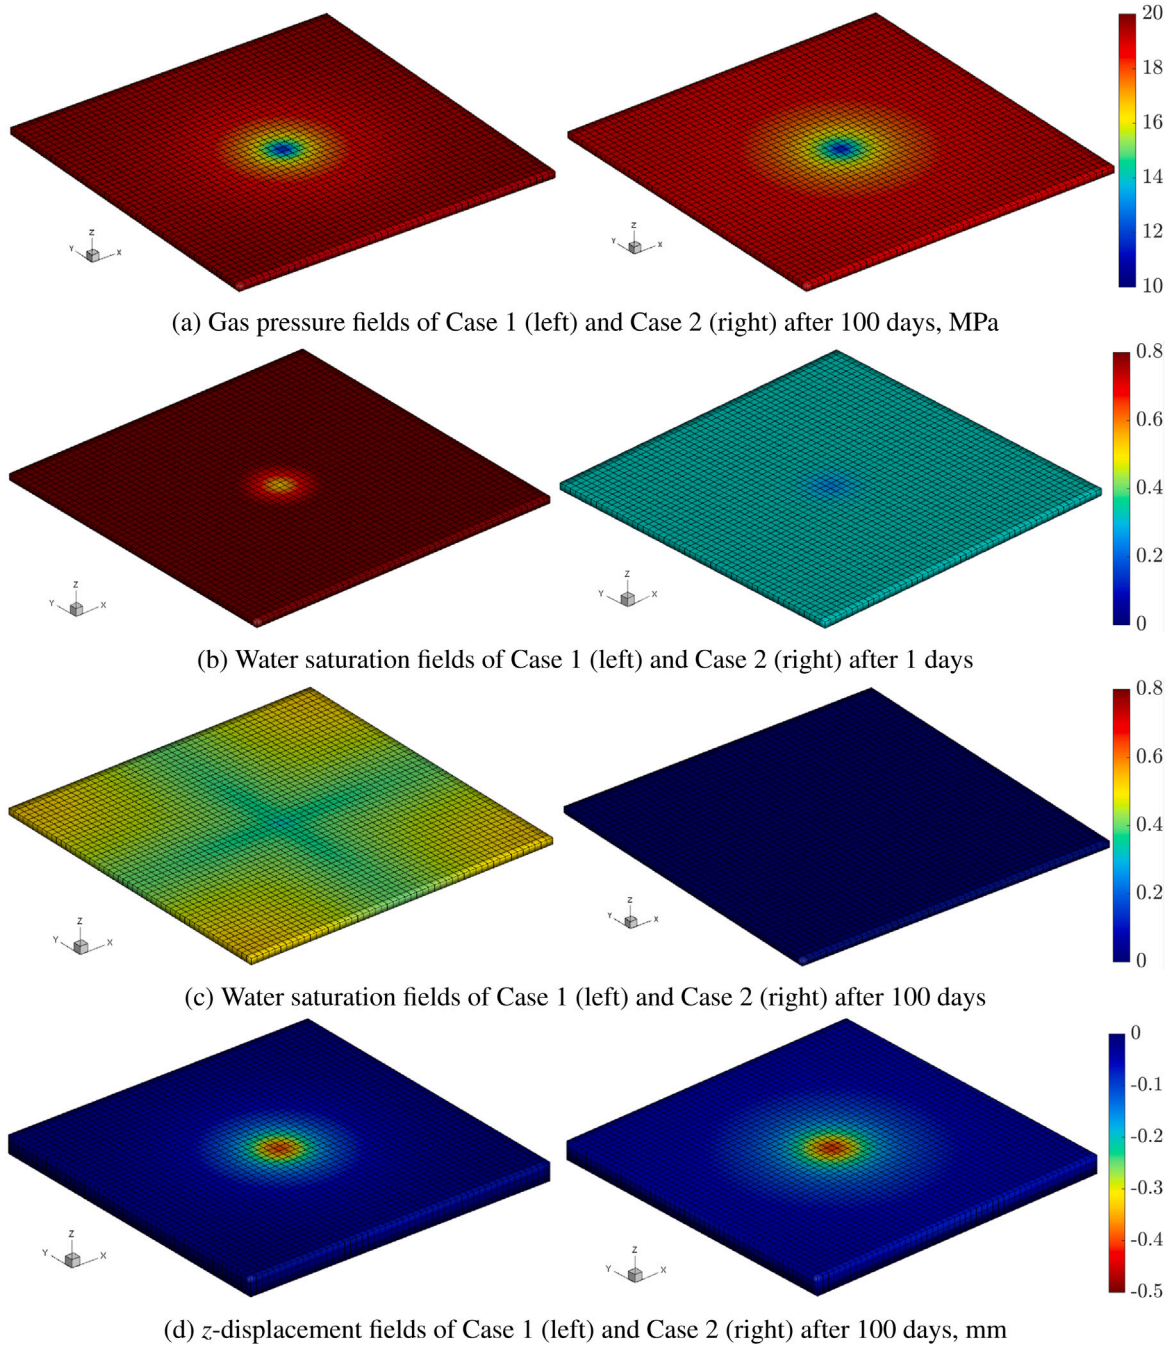 20
18
16
14
12
10
Z
Y
X
Z
Y
X
(a) Gas pressure fields of Case 1 (left) and Case 2 (right) after 100 days, MPa
0.8
0.6
0.4
0.2
0
Z
Y
X
Z
Y
X
(b) Water saturation fields of Case 1 (left) and Case 2 (right) after 1 days
0.8
0.6
0.4
0.2
0
Z
Y
X
Z
Y
X
(c) Water saturation fields of Case 1 (left) and Case 2 (right) after 100 days
0
-0.1
-0.2
-0.3
-0.4
-0.5
Z
Y
X
Z
Y
X
(d) z-displacement fields of Case 1 (left) and Case 2 (right) after 100 days, mm